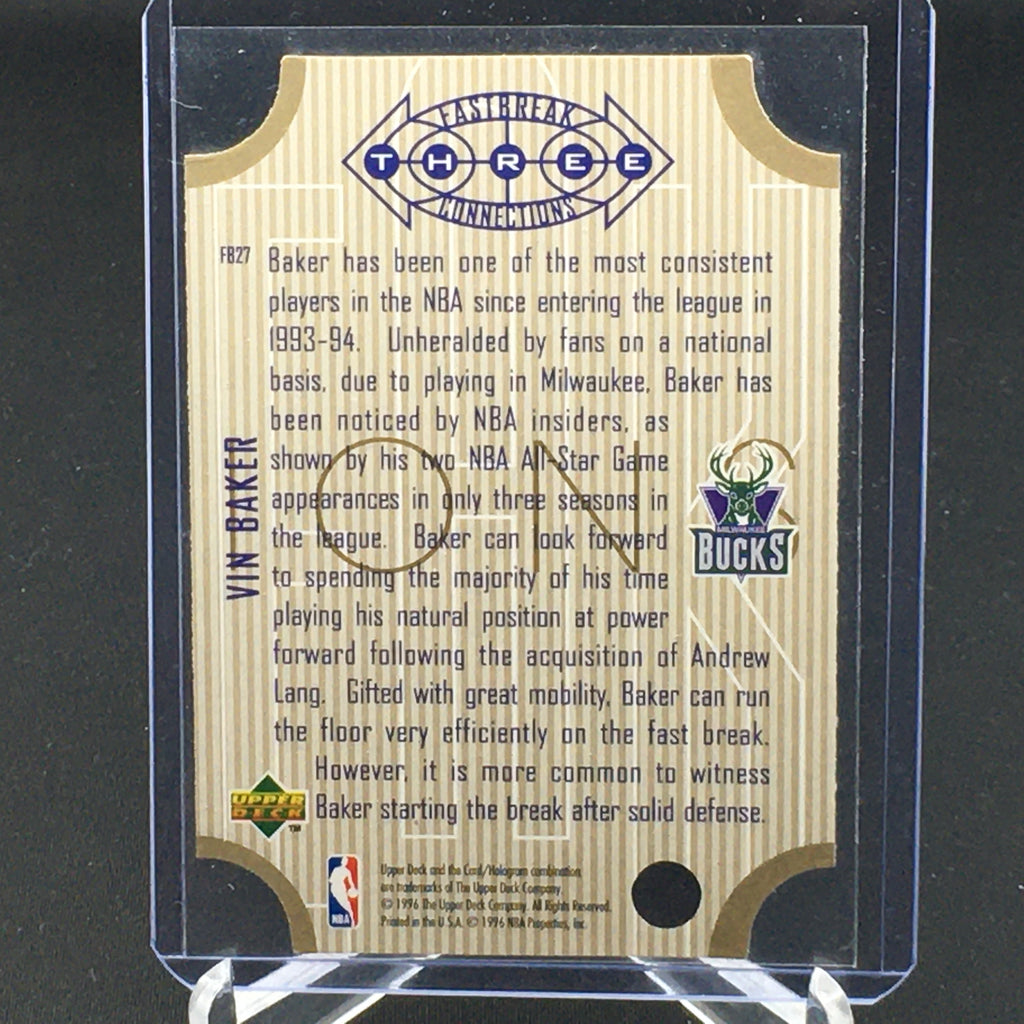 FASTBREAK
THREE
CONNECTIONS
FB27
Baker has been one of the most consistent
players in the NBA since entering the league in
1993-94. Unheralded by fans on a national
basis, due to playing in Milwaukee, Baker has
been noticed by NBA insiders, as
shown by his two NBA All-Star Game
appearances in only three seasons in
the league. Baker can look forward
to spending the majority of his time
playing his natural position at power
forward following the acquisition of Andrew
Lang. Gifted with great mobility, Baker can run
the floor very efficiently on the fast break.
However, it is more common to witness
Baker starting the break after solid defense.
VIN BAKER
ONS
MILWAUKEE
BUCKS
UPPER
DECK
TM
NBA
Upper Deck and the Card/Hologram combination
are trademarks of The Upper Deck Company.
© 1996 The Upper Deck Company. All Rights Reserved.
Printed in the U.S.A. © 1996 NBA Properties, Inc.